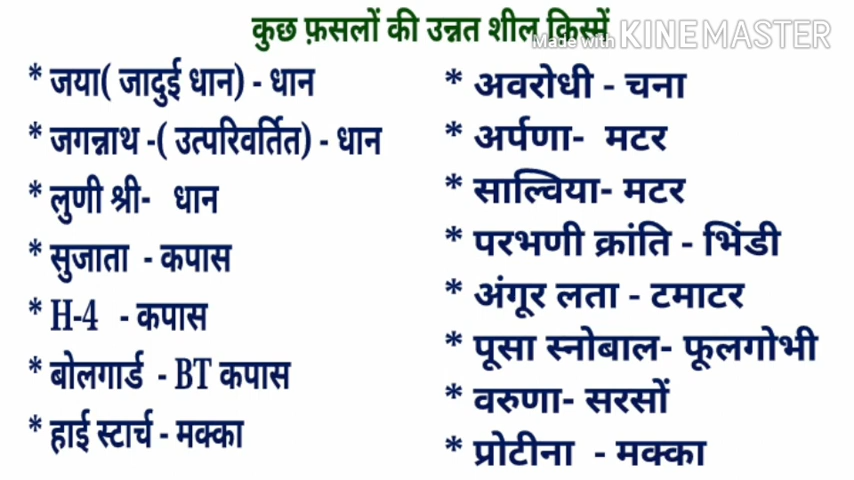 कुछ फ़सलों की उन्नत शील किस्में
Made with KINEMASTER
* जया( जादुई धान) - धान
* जगन्नाथ -( उत्परिवर्तित) - धान
* लुणी श्री- धान
* सुजाता - कपास
* H-4 - कपास
* बोलगार्ड - BT कपास
* हाई स्टार्च - मक्का
* अवरोधी - चना
* अर्पणा- मटर
* साल्विया- मटर
* परभणी क्रांति - भिंडी
* अंगूर लता - टमाटर
* पूसा स्नोबाल- फूलगोभी
* वरुणा- सरसों
* प्रोटीना - मक्का